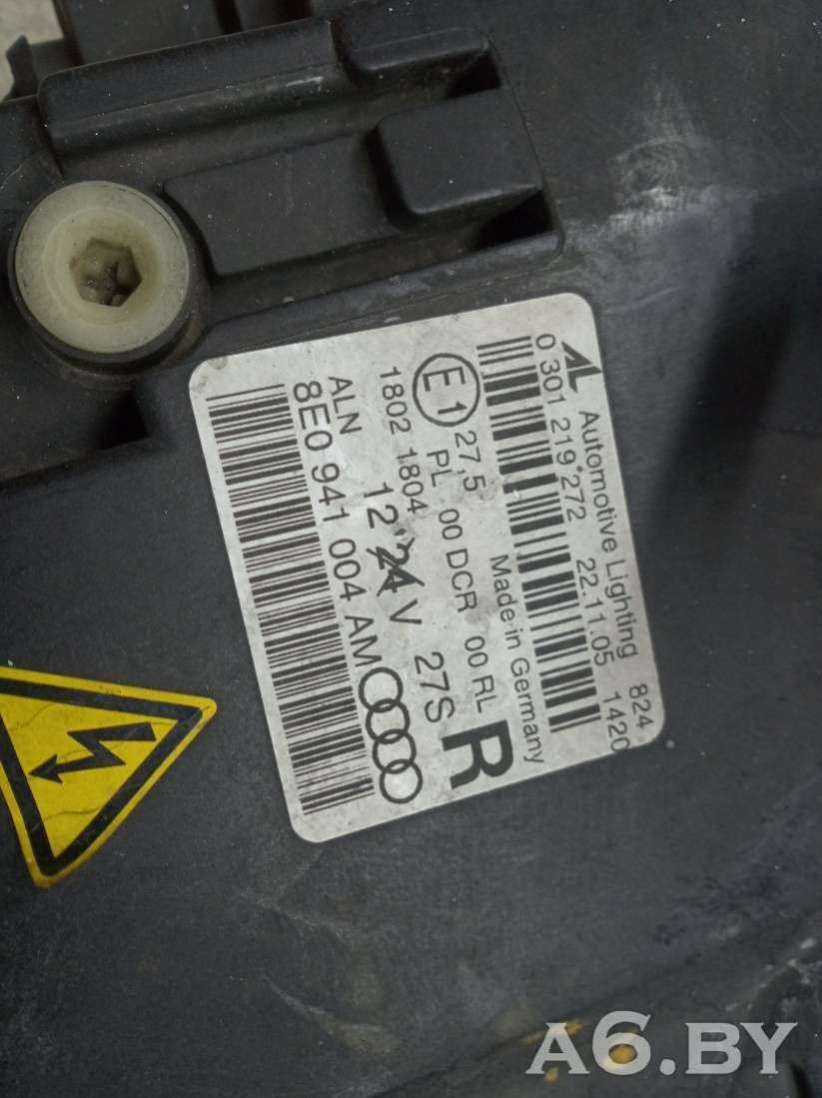 Automotive Lighting 824
0 301 219 272 22.11.05 1420
Made in Germany
E1 27,5
PL 00 DCR 00 RL R
1802 1804
12 24 V 27S
ALN
8E0 941 004 AM
A6.BY